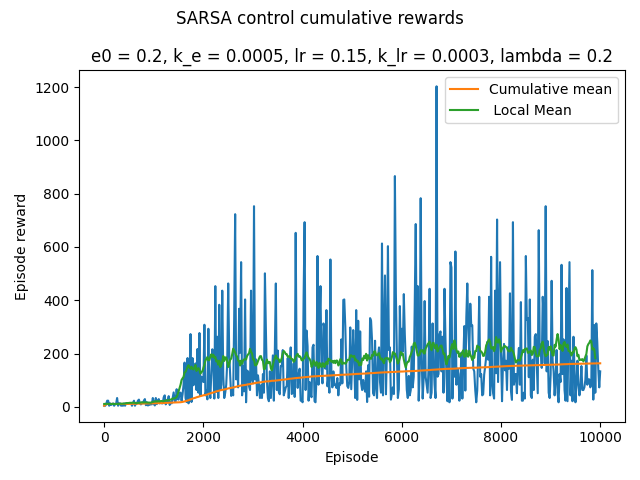 SARSA control cumulative rewards
e0 = 0.2, k_e = 0.0005, lr = 0.15, k_lr = 0.0003, lambda = 0.2
Cumulative mean
Local Mean
Episode reward
1200
1000
800
600
400
200
0
0 2000 4000 6000 8000 10000
Episode